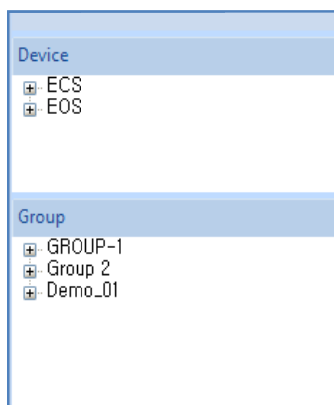 Device
ECS
EOS
Group
GROUP-1
Group 2
Demo_01